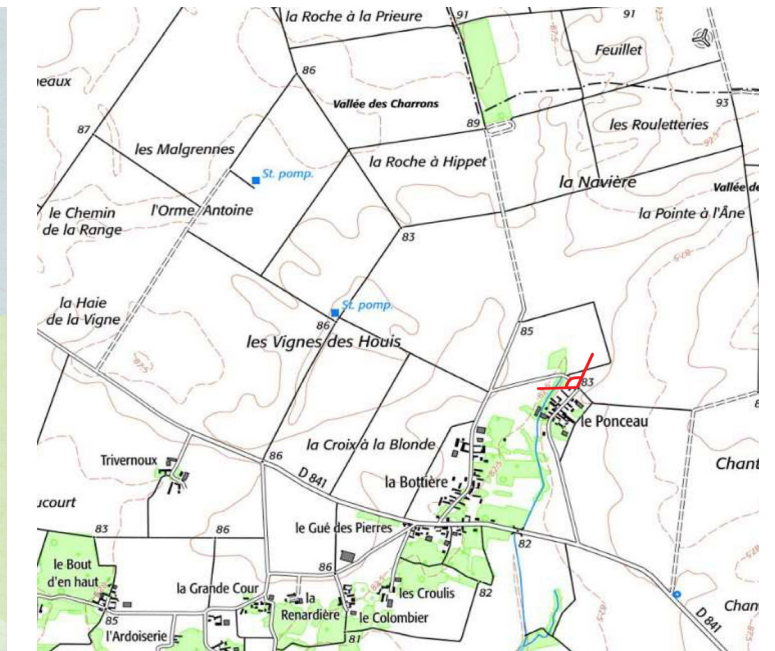 la Roche à la Prieure
91
91
Feuillet
eaux
86
Vallée des Charrons
93
87
89
les Rouletteries
les Malgrennes
la Roche à Hippet
St. pomp.
la Navière
Vallée de
le Chemin
de la Range
l'Orme Antoine
la Pointe à l'Âne
83
la Haie
de la Vigne
St. pomp.
86
85
les Vignes des Houis
83
le Ponceau
la Croix à la Blonde
Trivernoux
86
D 841
la Bottière
Chant
ucourt
83
86
le Gué des Pierres
82
le Bout
d'en haut
86
la Grande Cour
la
Renardière
les Croulis
82
le Colombier
85
l'Ardoiserie
81
D 841
Chan